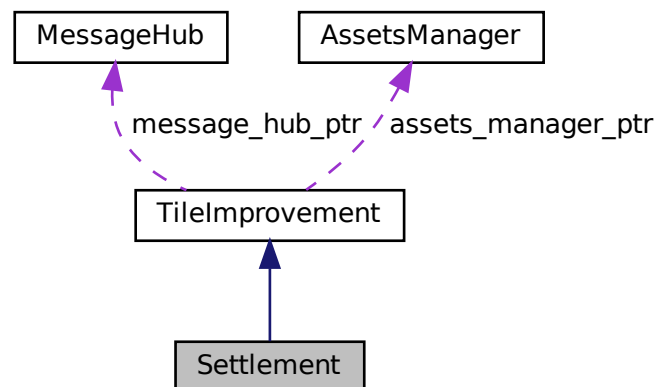 MessageHub
AssetsManager
message_hub_ptr
assets_manager_ptr
TileImprovement
Settlement